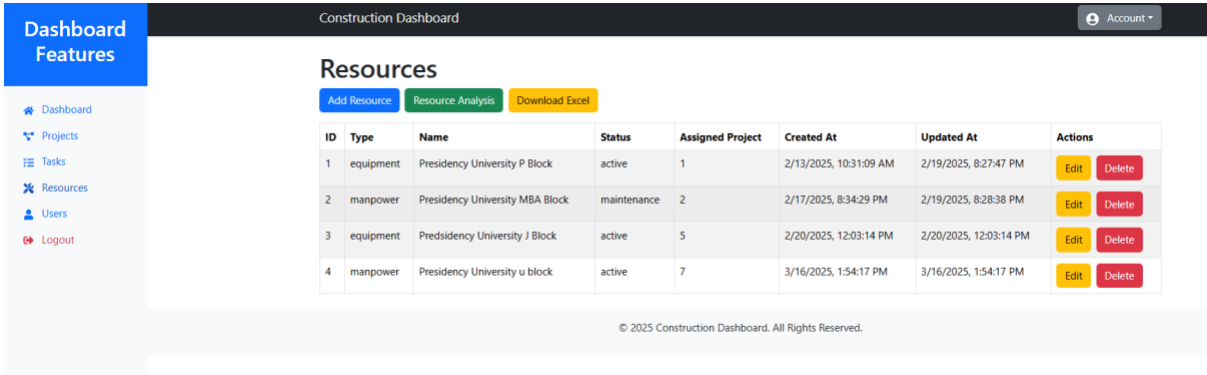 Dashboard
Features
Dashboard
Projects
Tasks
Resources
Users
Logout
Construction Dashboard
Account
Resources
Add Resource Resource Analysis Download Excel
ID Type Name Status Assigned Project Created At Updated At Actions
1 equipment Presidency University P Block active 1 2/13/2025, 10:31:09 AM 2/19/2025, 8:27:47 PM Edit Delete
2 manpower Presidency University MBA Block maintenance 2 2/17/2025, 8:34:29 PM 2/19/2025, 8:28:38 PM Edit Delete
3 equipment Predsidency University J Block active 5 2/20/2025, 12:03:14 PM 2/20/2025, 12:03:14 PM Edit Delete
4 manpower Presidency University u block active 7 3/16/2025, 1:54:17 PM 3/16/2025, 1:54:17 PM Edit Delete
© 2025 Construction Dashboard. All Rights Reserved.